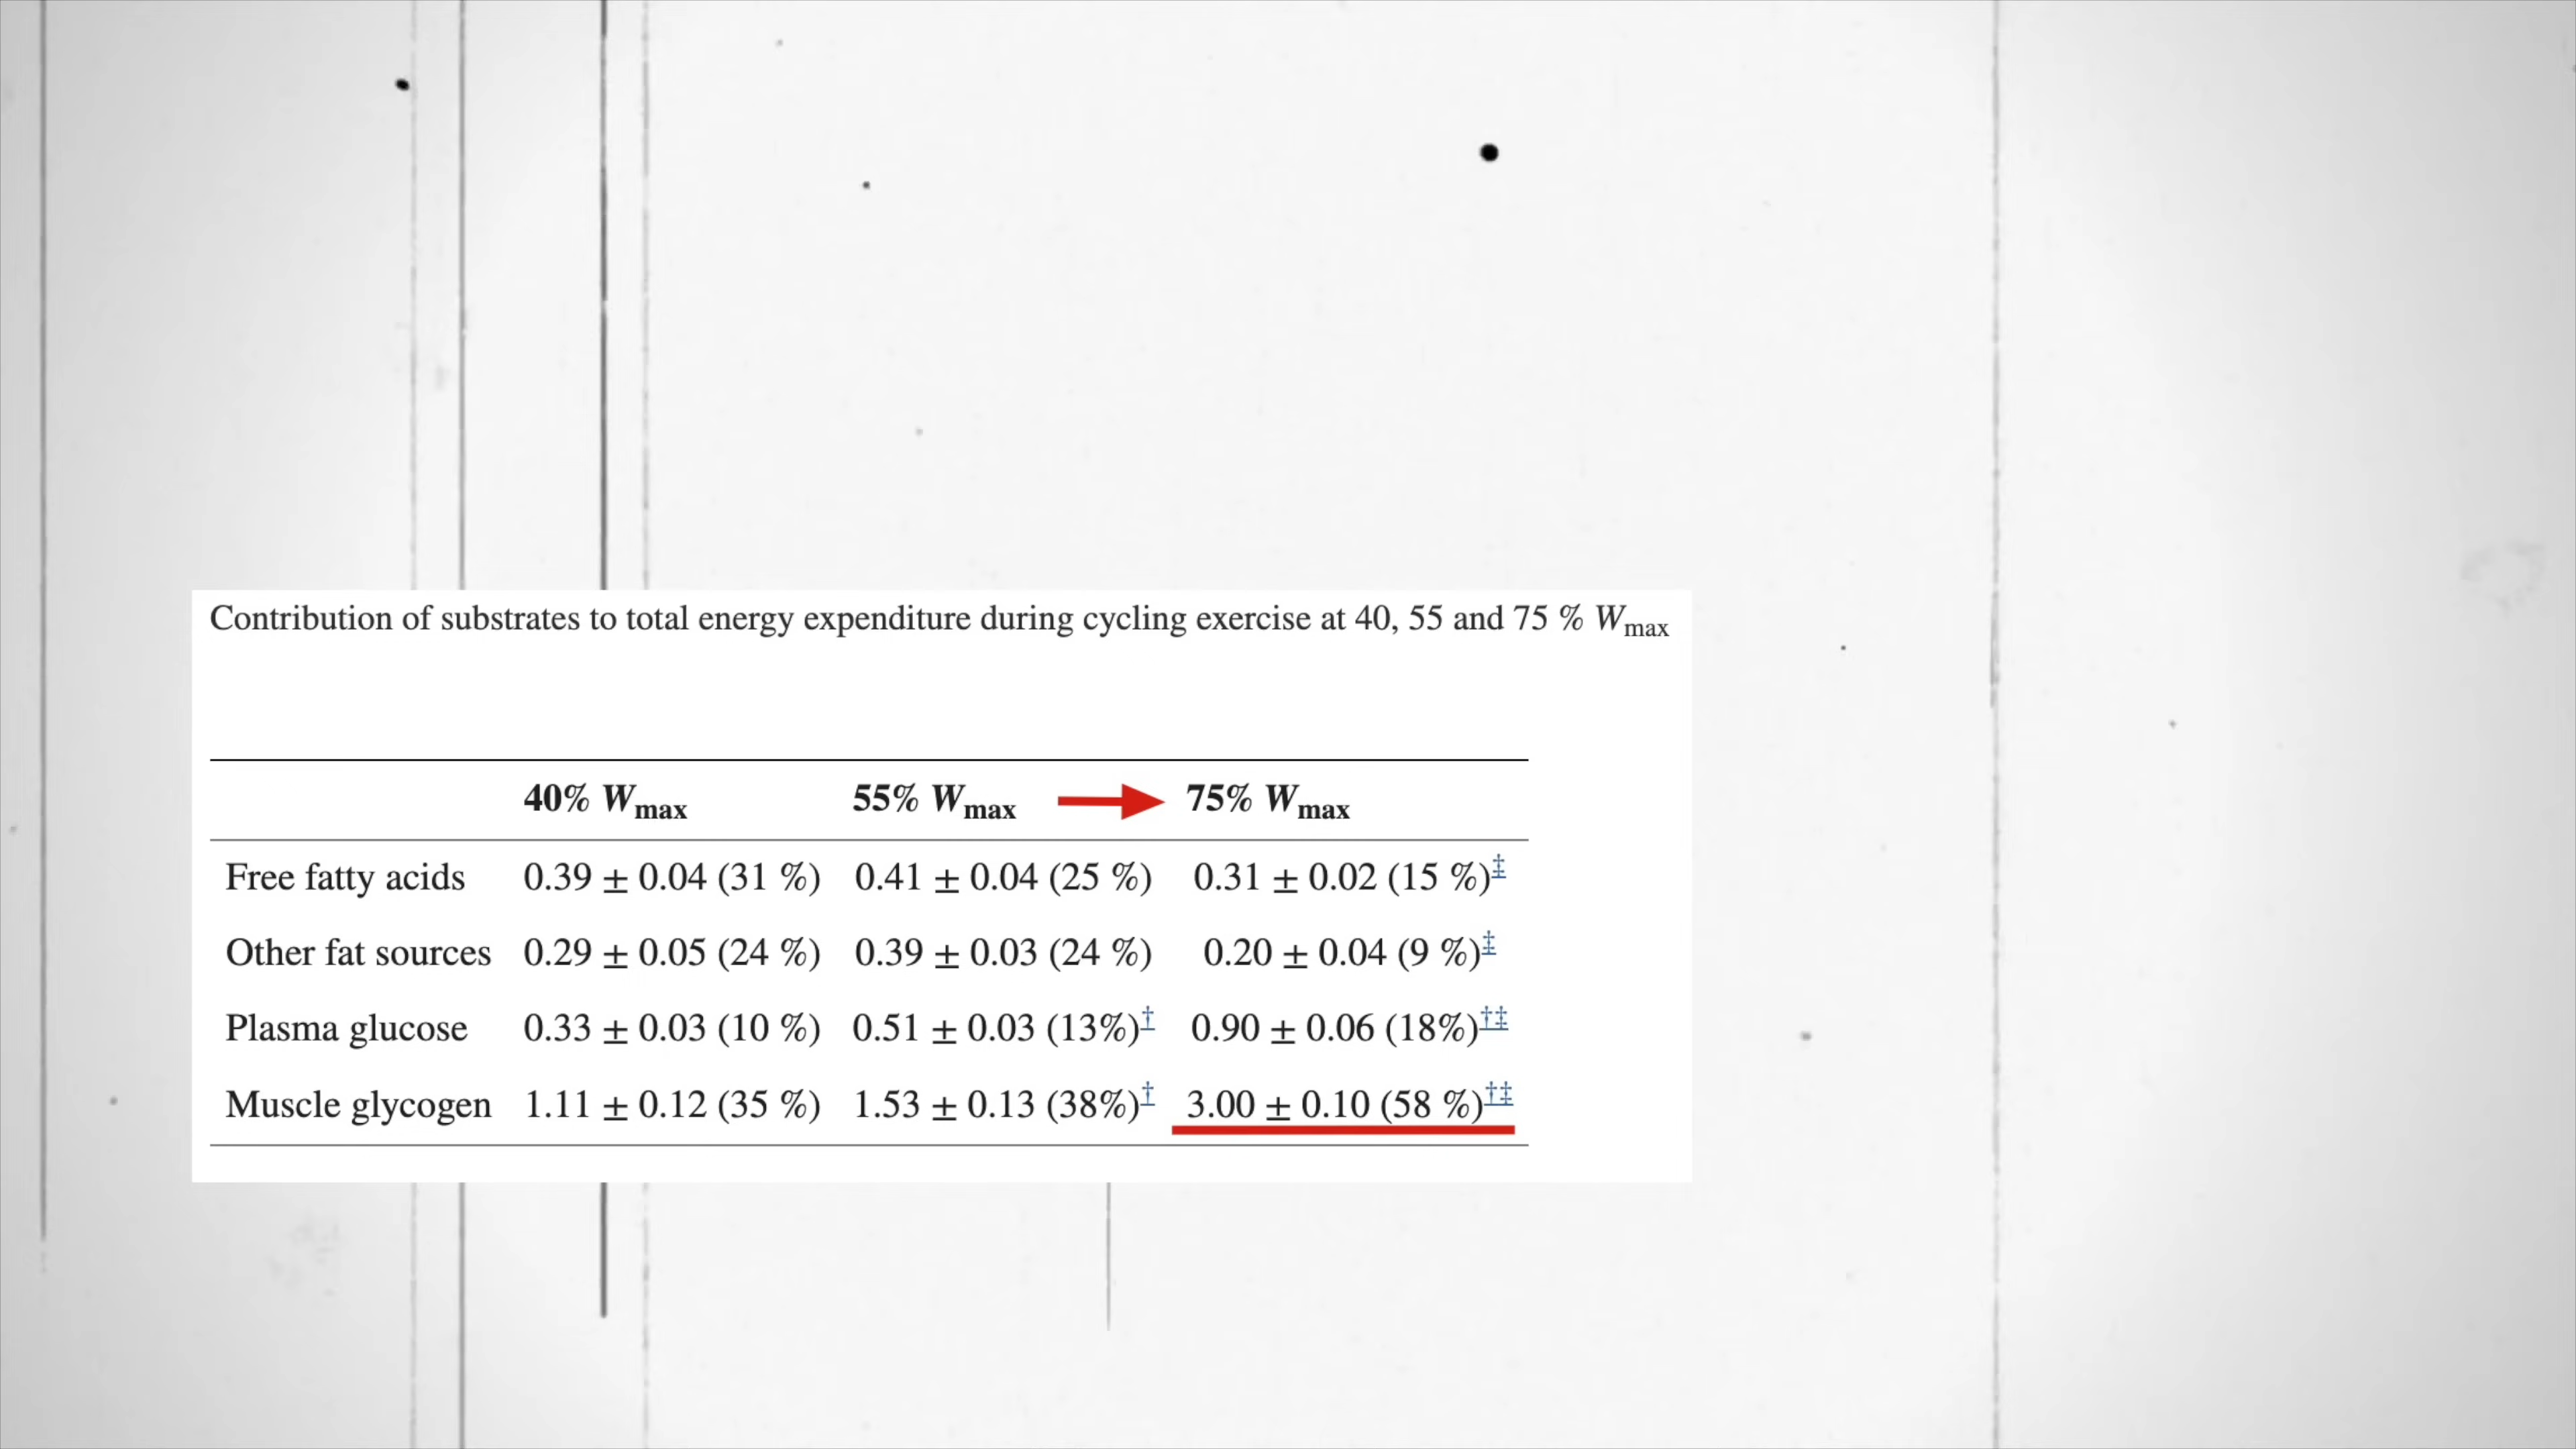 Contribution of substrates to total energy expenditure during cycling exercise at 40, 55 and 75 % Wmax
40% Wmax 55% Wmax 75% Wmax
Free fatty acids 0.39 ± 0.04 (31 %) 0.41 ± 0.04 (25 %) 0.31 ± 0.02 (15 %)‡
Other fat sources 0.29 ± 0.05 (24 %) 0.39 ± 0.03 (24 %) 0.20 ± 0.04 (9 %)‡
Plasma glucose 0.33 ± 0.03 (10 %) 0.51 ± 0.03 (13%)† 0.90 ± 0.06 (18%)†‡
Muscle glycogen 1.11 ± 0.12 (35 %) 1.53 ± 0.13 (38%)† 3.00 ± 0.10 (58 %)†‡